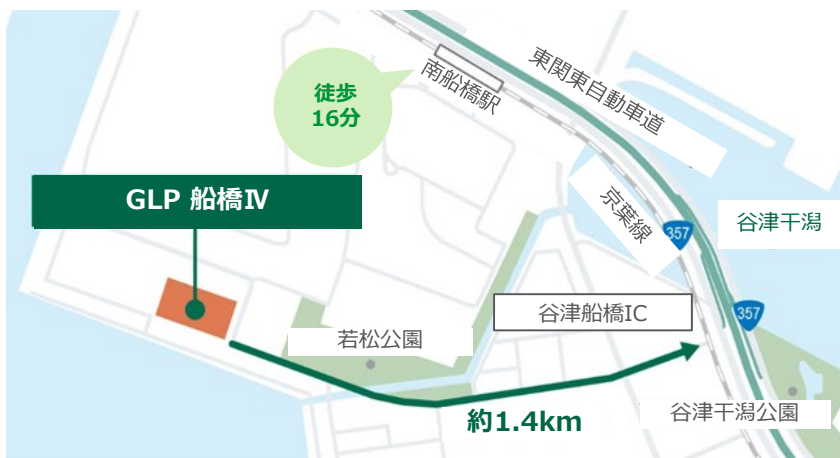 徒歩
16分
南船橋駅
東関東自動車道
GLP 船橋Ⅳ
京葉線
357
谷津干潟
谷津船橋IC
357
若松公園
約1.4km
谷津干潟公園